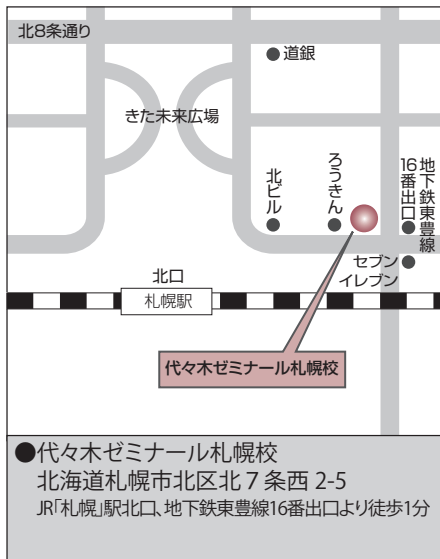 北8条通り
道銀
きた未来広場
北ビル
ろうきん
地下鉄東豊線
16番出口
セブン
イレブン
北口
札幌駅
代々木ゼミナール札幌校
●代々木ゼミナール札幌校
北海道札幌市北区北7条西2-5
JR「札幌」駅北口、地下鉄東豊線16番出口より徒歩1分